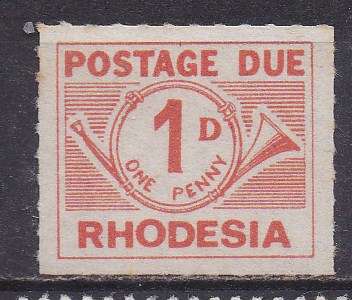 POSTAGE DUE
1D
ONE PENNY
RHODESIA